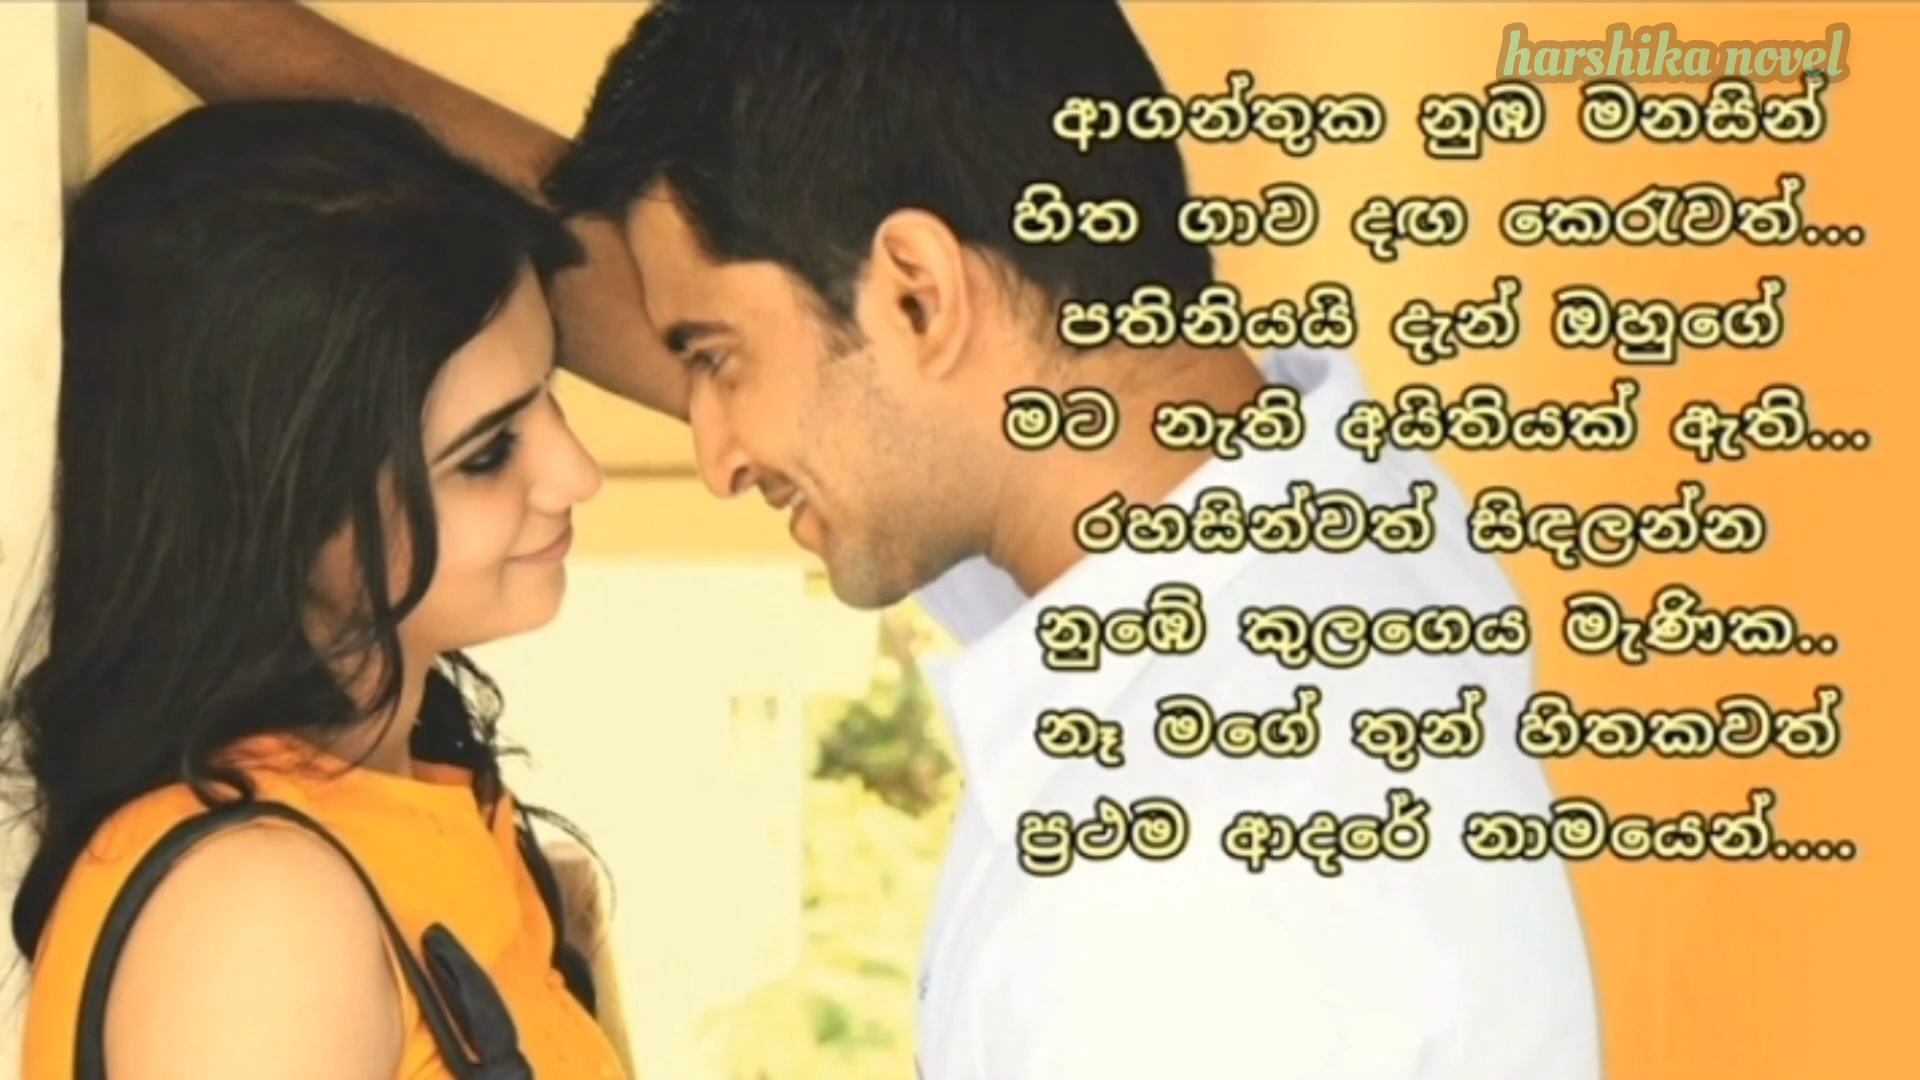 harshika novel
ආගන්තුක නුඹ මනසින්
හිත ගාව දඟ කෙරැවත්...
පතිනියයි දැන් ඔහුගේ
මට නැති අයිතියක් ඇති...
රහසින්වත් සිඳලන්න
නුඹේ කුලගෙය මැණික..
නෑ මගේ තුන් හිතකවත්
ප්‍රථම ආදරේ නාමයෙන්....